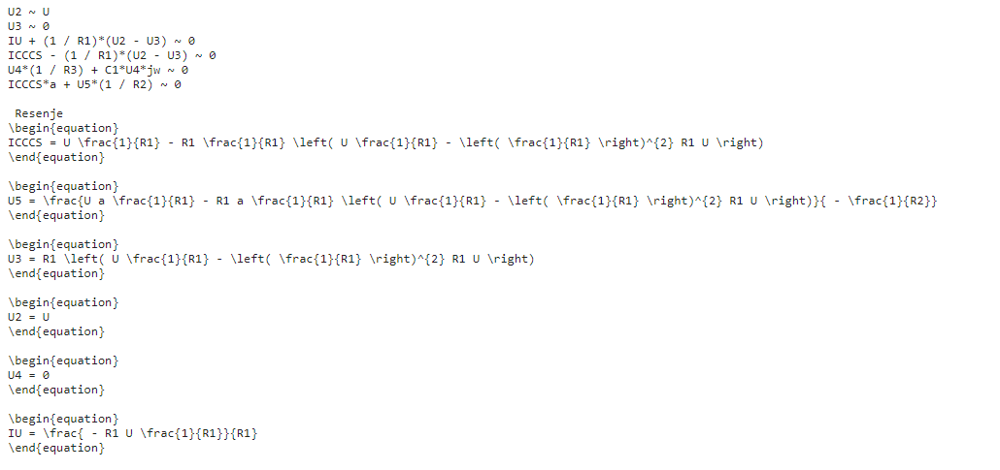 U2 ~ U
U3 ~ 0
IU + (1 / R1)*(U2 - U3) ~ 0
ICCCS - (1 / R1)*(U2 - U3) ~ 0
U4*(1 / R3) + C1*U4*jw ~ 0
ICCCS*a + U5*(1 / R2) ~ 0
Resenje
\begin{equation}
ICCCS = U \frac{1}{R1} - R1 \frac{1}{R1} \left( U \frac{1}{R1} - \left( \frac{1}{R1} \right)^{2} R1 U \right)
\end{equation}
\begin{equation}
U5 = \frac{U a \frac{1}{R1} - R1 a \frac{1}{R1} \left( U \frac{1}{R1} - \left( \frac{1}{R1} \right)^{2} R1 U \right)}{ - \frac{1}{R2}}
\end{equation}
\begin{equation}
U3 = R1 \left( U \frac{1}{R1} - \left( \frac{1}{R1} \right)^{2} R1 U \right)
\end{equation}
\begin{equation}
U2 = U
\end{equation}
\begin{equation}
U4 = 0
\end{equation}
\begin{equation}
IU = \frac{ - R1 U \frac{1}{R1}}{R1}
\end{equation}